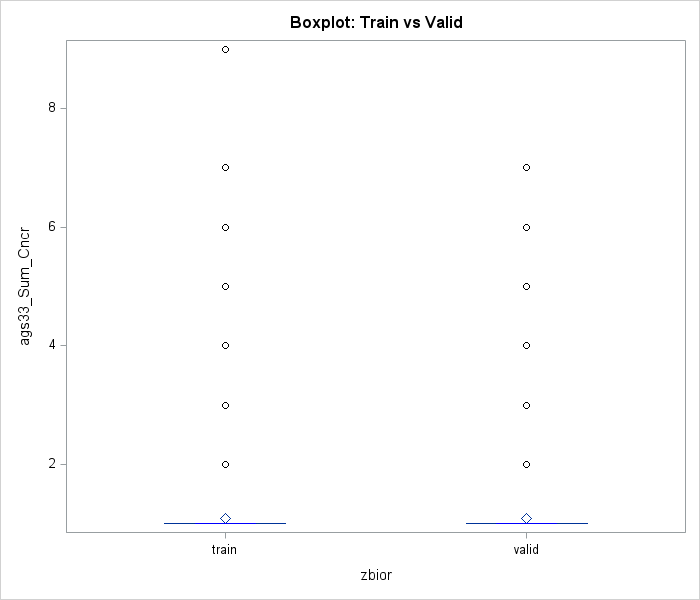 Boxplot: Train vs Valid
8
6
4
2
ags33_Sum_Cncr
train
valid
zbior